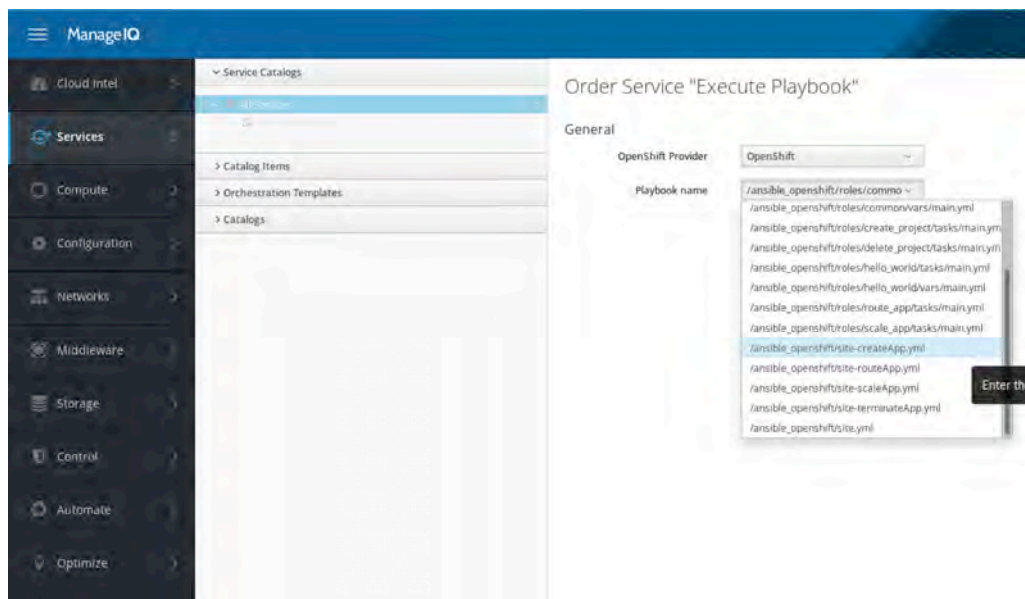 ManageIQ
Cloud Intel
Services
Compute
Configuration
Networks
Middleware
Storage
Control
Automate
Optimize
Service Catalogs
All Services
Catalog Items
Orchestration Templates
Catalogs
Order Service "Execute Playbook"
General
OpenShift Provider
OpenShift
Playbook name
/ansible_openshift/roles/commo
/ansible_openshift/roles/common/vars/main.yml
/ansible_openshift/roles/create_project/tasks/main.ym
/ansible_openshift/roles/delete_project/tasks/main.ym
/ansible_openshift/roles/hello_world/tasks/main.yml
/ansible_openshift/roles/hello_world/vars/main.yml
/ansible_openshift/roles/route_app/tasks/main.yml
/ansible_openshift/roles/scale_app/tasks/main.yml
/ansible_openshift/site-createApp.yml
/ansible_openshift/site-routeApp.yml
/ansible_openshift/site-scaleApp.yml
/ansible_openshift/site-terminateApp.yml
/ansible_openshift/site.yml
Enter the